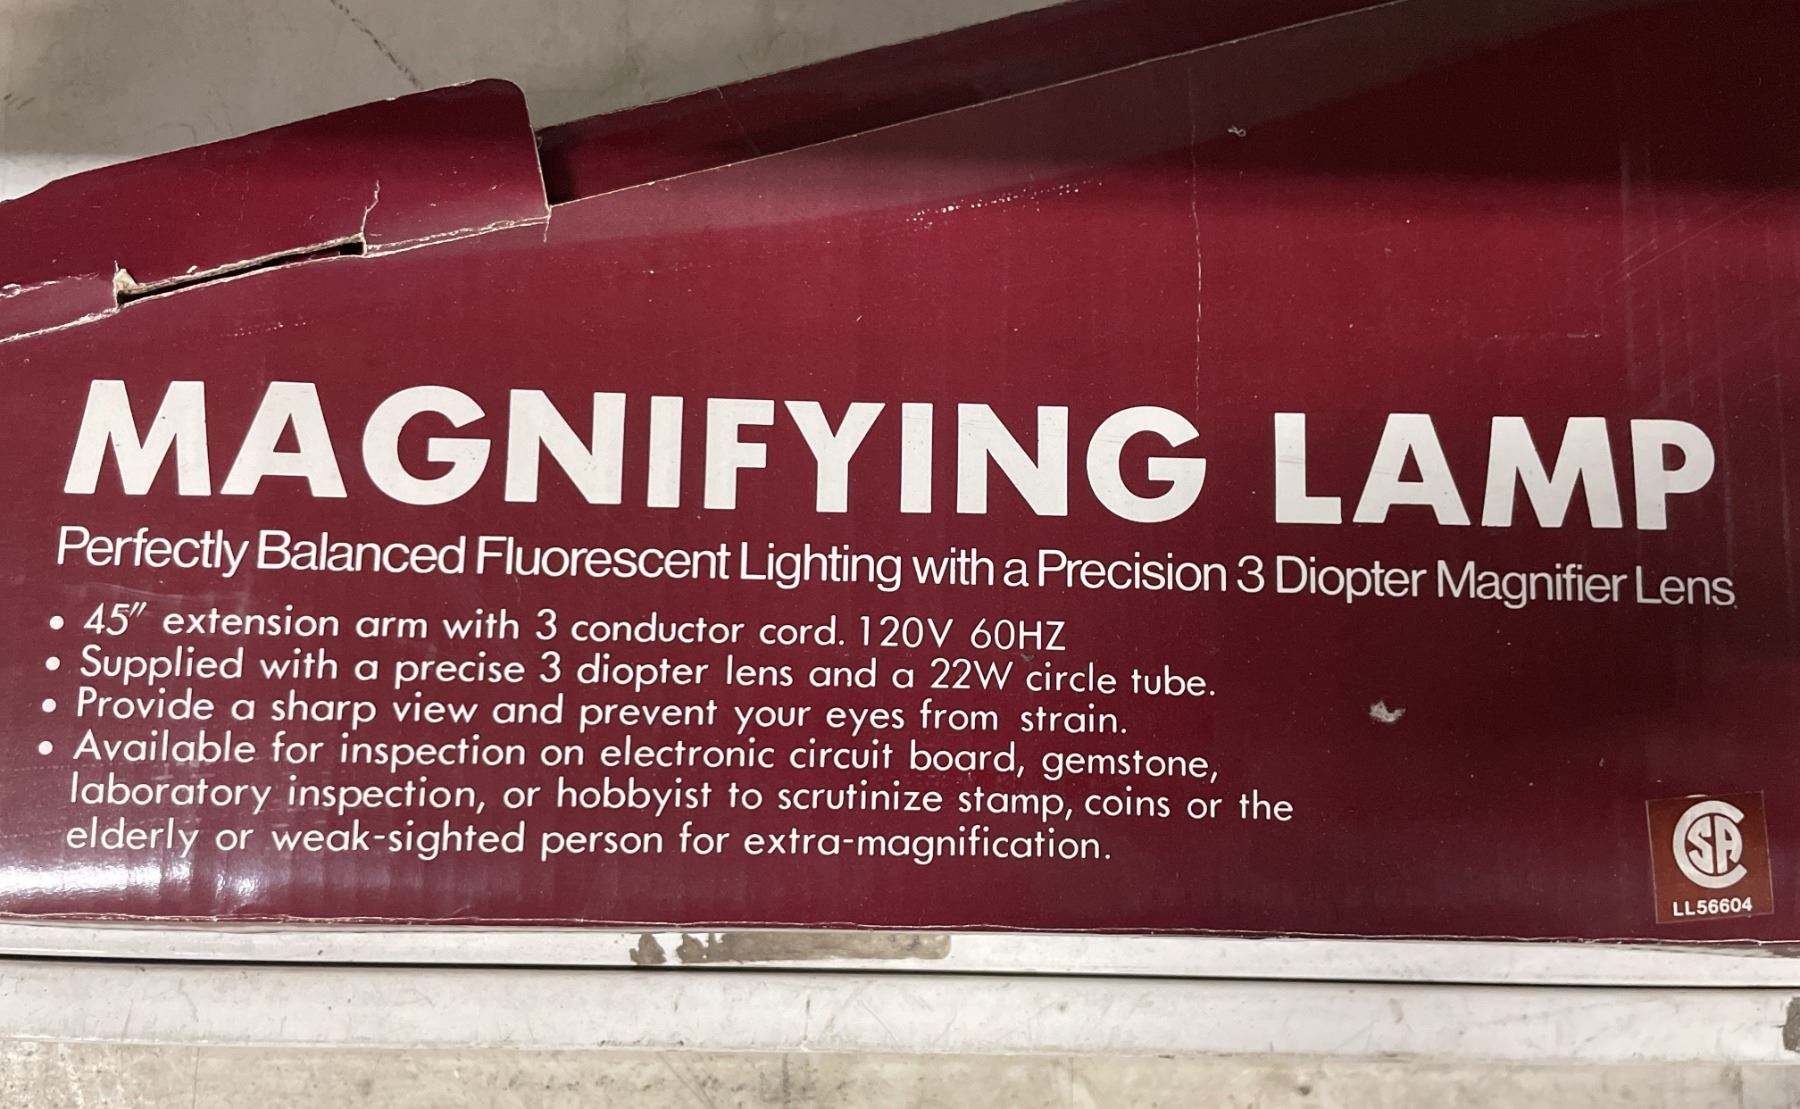 MAGNIFYING LAMP
Perfectly Balanced Fluorescent Lighting with a Precision 3 Diopter Magnifier Lens.
• 45″ extension arm with 3 conductor cord. 120V 60HZ
• Supplied with a precise 3 diopter lens and a 22W circle tube.
• Provide a sharp view and prevent your eyes from strain.
• Available for inspection on electronic circuit board, gemstone,
laboratory inspection, or hobbyist to scrutinize stamp, coins or the
elderly or weak-sighted person for extra-magnification.
CSA
LL56604